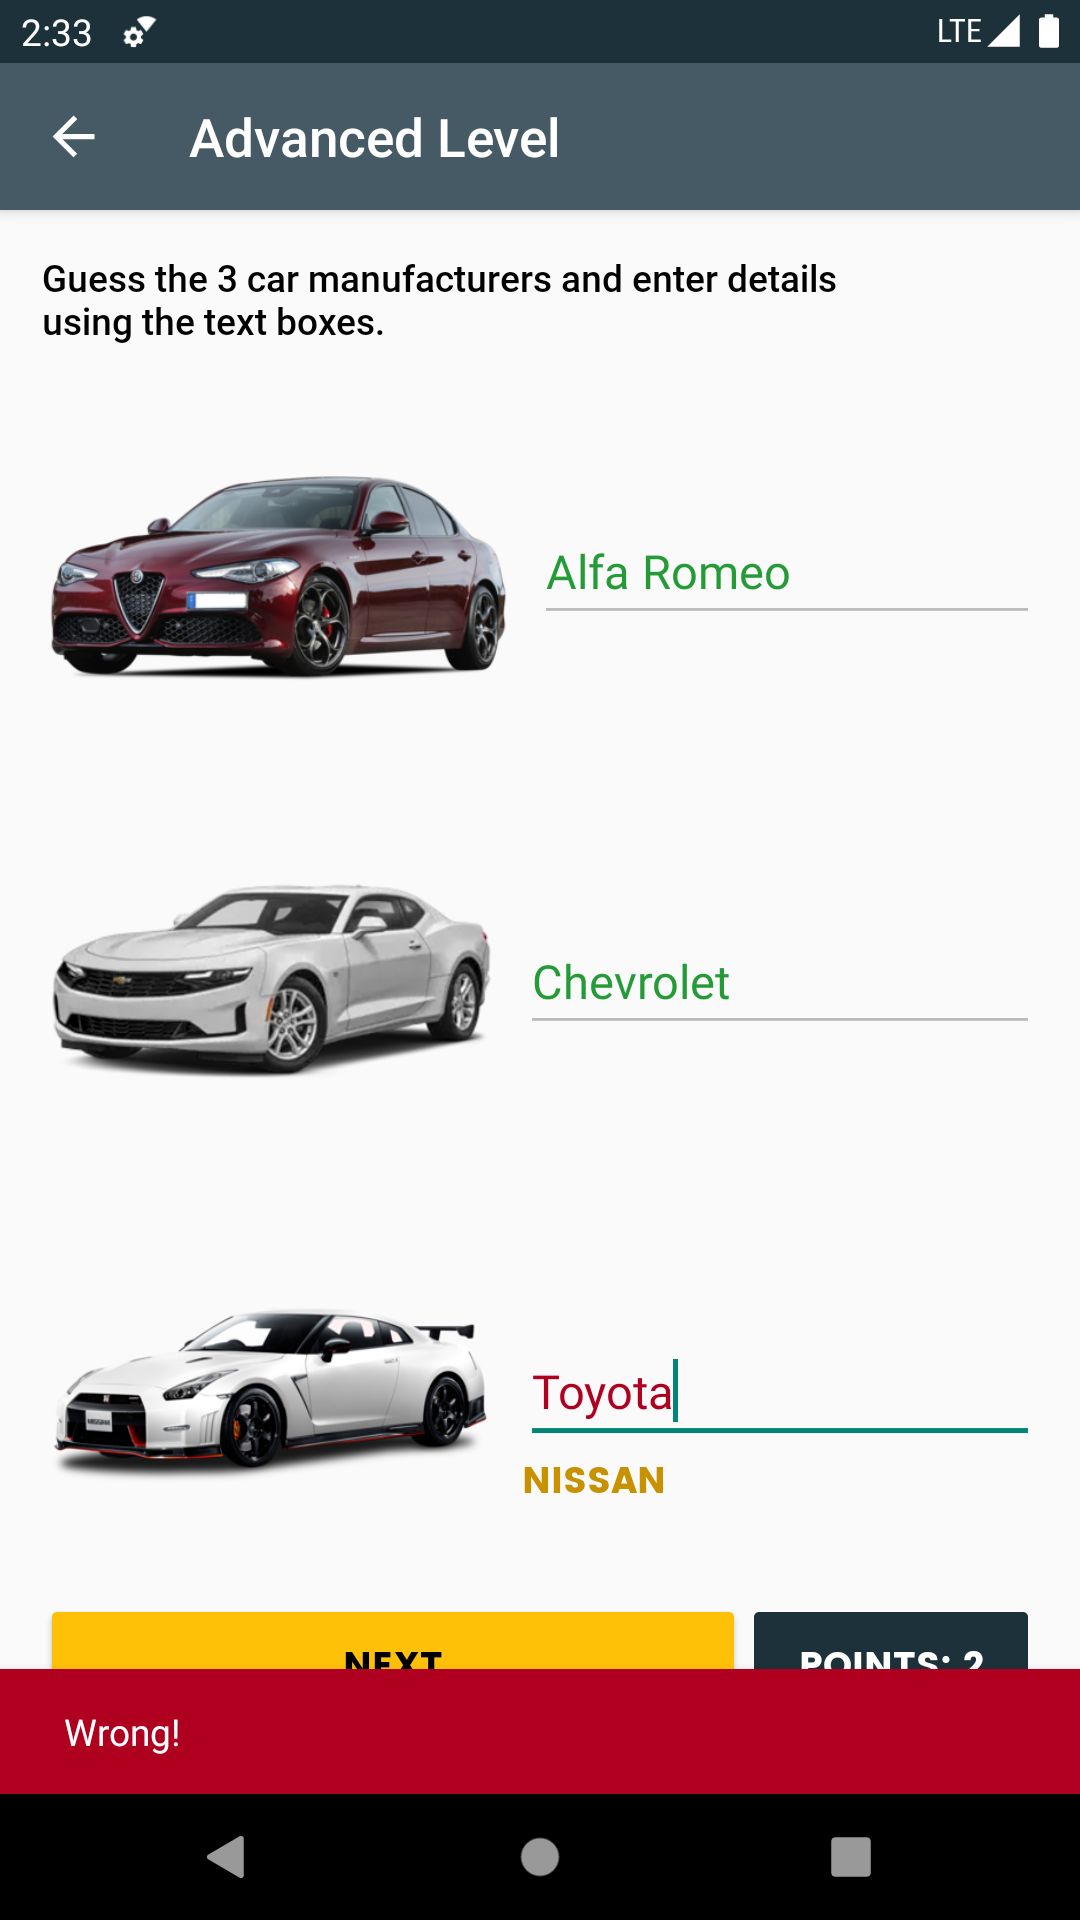 2:33 LTE
Advanced Level
Guess the 3 car manufacturers and enter details
using the text boxes.
Alfa Romeo
Chevrolet
Toyota
NISSAN
NEXT
POINTS: 2
Wrong!